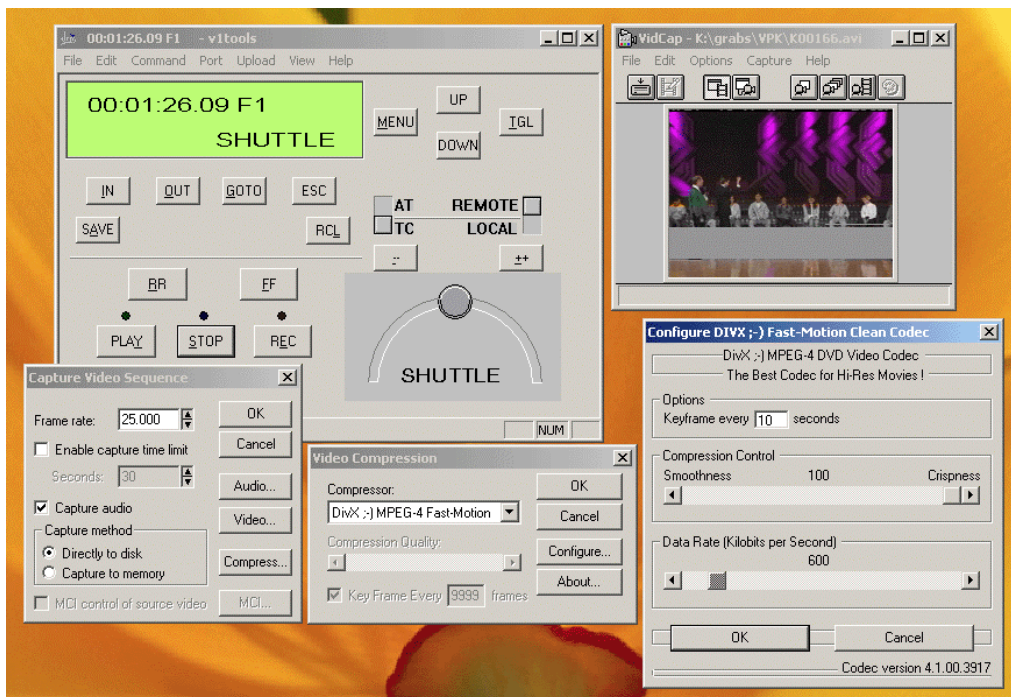 00:01:26.09 F1 - v1tools
File Edit Command Port Upload View Help
00:01:26.09 F1
SHUTTLE
MENU
UP
DOWN
TGL
IN OUT GOTO ESC
SAVE RCL
AT REMOTE
TC LOCAL
-- ++
RR FF
PLAY STOP REC
SHUTTLE
NUM
VidCap - K:\grabs\VPK\K00166.avi
File Edit Options Capture Help
Capture Video Sequence
Frame rate: 25.000
Enable capture time limit
Seconds: 30
Capture audio
Capture method
Directly to disk
Capture to memory
MCI control of source video
OK
Cancel
Audio...
Video...
Compress...
MCI...
Video Compression
Compressor:
DivX ;-) MPEG-4 Fast-Motion
Compression Quality:
Key Frame Every 9999 frames
OK
Cancel
Configure...
About...
Configure DIVX ;-) Fast-Motion Clean Codec
DivX ;-) MPEG-4 DVD Video Codec
The Best Codec for Hi-Res Movies !
Options
Keyframe every 10 seconds
Compression Control
Smoothness 100 Crispness
Data Rate (Kilobits per Second)
600
OK Cancel
Codec version 4.1.00.3917